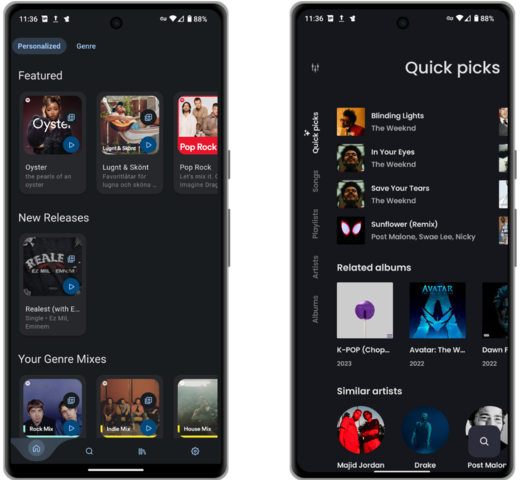 11:36
88%
Personalized
Genre
Featured
Oyster
Lugnt & Skönt
Pop Rock
Oyster
the pearls of an
oyster
Lugnt & Skönt
Favoritlåtar för
lugna och sköna ...
Pop Rock
Let's mix it. C
Imagine Drag
New Releases
REALE
EZ MIL
Realest (with E...
Single • Ez Mil,
Eminem
Your Genre Mixes
Rock Mix
Indie Mix
House Mix
11:36
88%
Quick picks
Quick picks
Songs
Playlists
Artists
Albums
Blinding Lights
The Weeknd
In Your Eyes
The Weeknd
Save Your Tears
The Weeknd
Sunflower (Remix)
Post Malone, Swae Lee, Nicky
Related albums
AVATAR
K-POP (Chop...
2023
Avatar: The W...
2022
Dawn F
2022
Similar artists
Majid Jordan
Drake
Post Malon